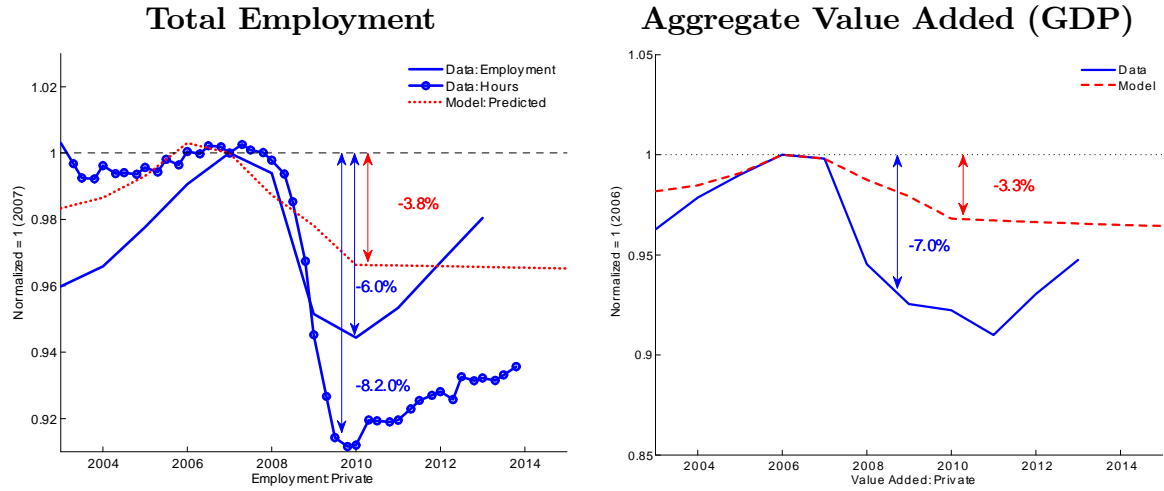 Total Employment
1.02
1
0.98
0.96
0.94
0.92
Normalized = 1 (2007)
Data: Employment
Data: Hours
Model: Predicted
-3.8%
-6.0%
-8.2.0%
2004 2006 2008 2010 2012 2014
Employment: Private
Aggregate Value Added (GDP)
1.05
1
0.95
0.9
0.85
Normalized = 1 (2006)
Data
Model
-3.3%
-7.0%
2004 2006 2008 2010 2012 2014
Value Added: Private